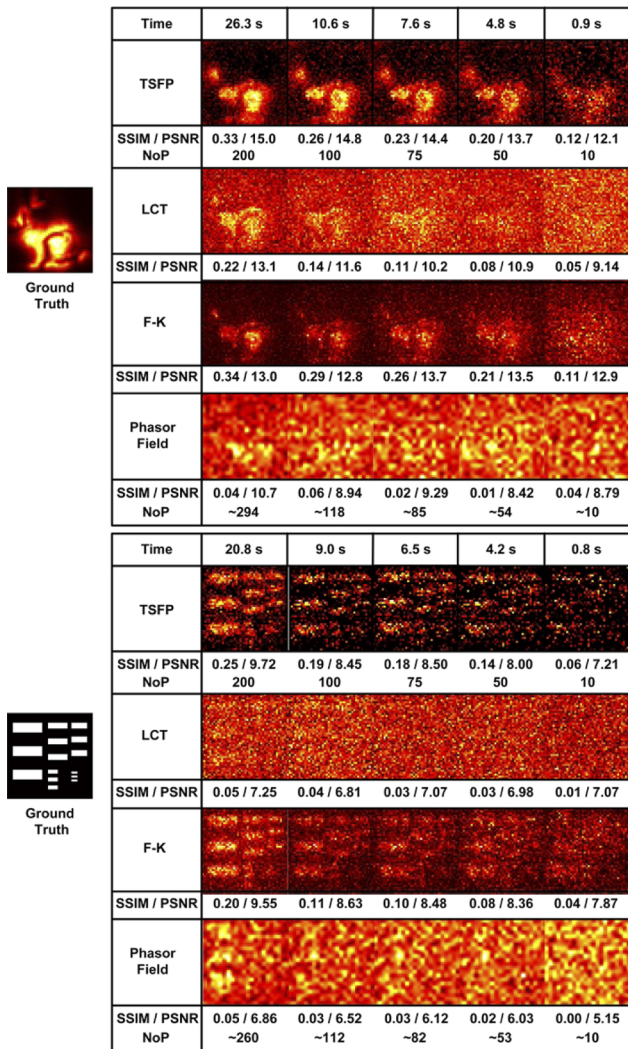 Time 26.3 s 10.6 s 7.6 s 4.8 s 0.9 s
TSFP
SSIM / PSNR 0.33 / 15.0 0.26 / 14.8 0.23 / 14.4 0.20 / 13.7 0.12 / 12.1
NoP 200 100 75 50 10
LCT
SSIM / PSNR 0.22 / 13.1 0.14 / 11.6 0.11 / 10.2 0.08 / 10.9 0.05 / 9.14
Ground
Truth
F-K
SSIM / PSNR 0.34 / 13.0 0.29 / 12.8 0.26 / 13.7 0.21 / 13.5 0.11 / 12.9
Phasor
Field
SSIM / PSNR 0.04 / 10.7 0.06 / 8.94 0.02 / 9.29 0.01 / 8.42 0.04 / 8.79
NoP ~294 ~118 ~85 ~54 ~10
Time 20.8 s 9.0 s 6.5 s 4.2 s 0.8 s
TSFP
SSIM / PSNR 0.25 / 9.72 0.19 / 8.45 0.18 / 8.50 0.14 / 8.00 0.06 / 7.21
NoP 200 100 75 50 10
LCT
SSIM / PSNR 0.05 / 7.25 0.04 / 6.81 0.03 / 7.07 0.03 / 6.98 0.01 / 7.07
Ground
Truth
F-K
SSIM / PSNR 0.20 / 9.55 0.11 / 8.63 0.10 / 8.48 0.08 / 8.36 0.04 / 7.87
Phasor
Field
SSIM / PSNR 0.05 / 6.86 0.03 / 6.52 0.03 / 6.12 0.02 / 6.03 0.00 / 5.15
NoP ~260 ~112 ~82 ~53 ~10